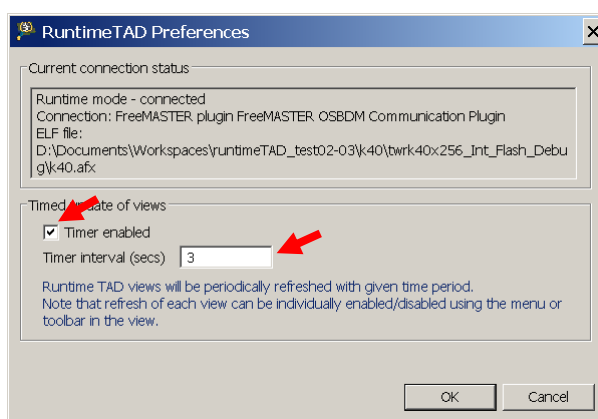 RuntimeTAD Preferences
Current connection status
Runtime mode - connected
Connection: FreeMASTER plugin FreeMASTER OSBDM Communication Plugin
ELF file:
D:\Documents\Workspaces\runtimeTAD_test02-03\k40\twrk40x256_Int_Flash_Debu
g\k40.afx
Timed update of views
Timer enabled
Timer interval (secs) 3
Runtime TAD views will be periodically refreshed with given time period.
Note that refresh of each view can be individually enabled/disabled using the menu or
toolbar in the view.
OK Cancel